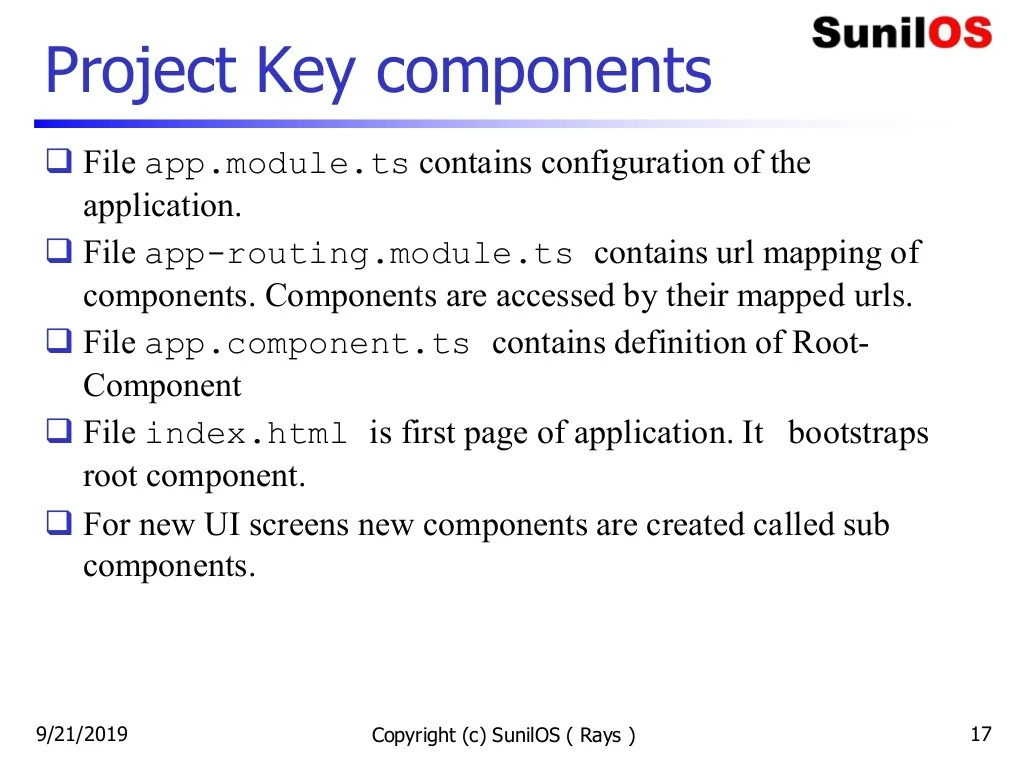 SunilOS
Project Key components
File app.module.ts contains configuration of the
application.
File app-routing.module.ts contains url mapping of
components. Components are accessed by their mapped urls.
File app.component.ts contains definition of Root-
Component
File index.html is first page of application. It bootstraps
root component.
For new UI screens new components are created called sub
components.
9/21/2019
Copyright (c) SunilOS ( Rays )
17